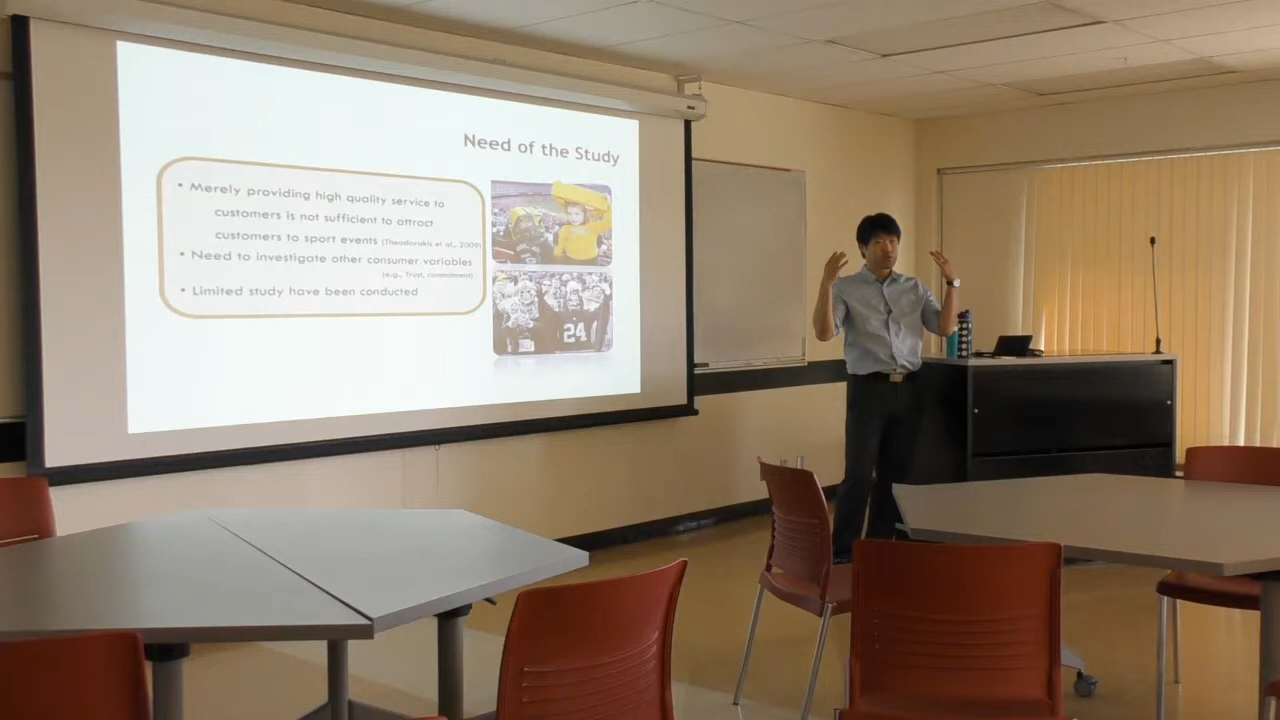 Need of the Study
• Merely providing high quality service to
customers is not sufficient to attract
customers to sport events (Theodorakis et al., 2009)
• Need to investigate other consumer variables
(e.g., Trust, commitment)
• Limited study have been conducted
24